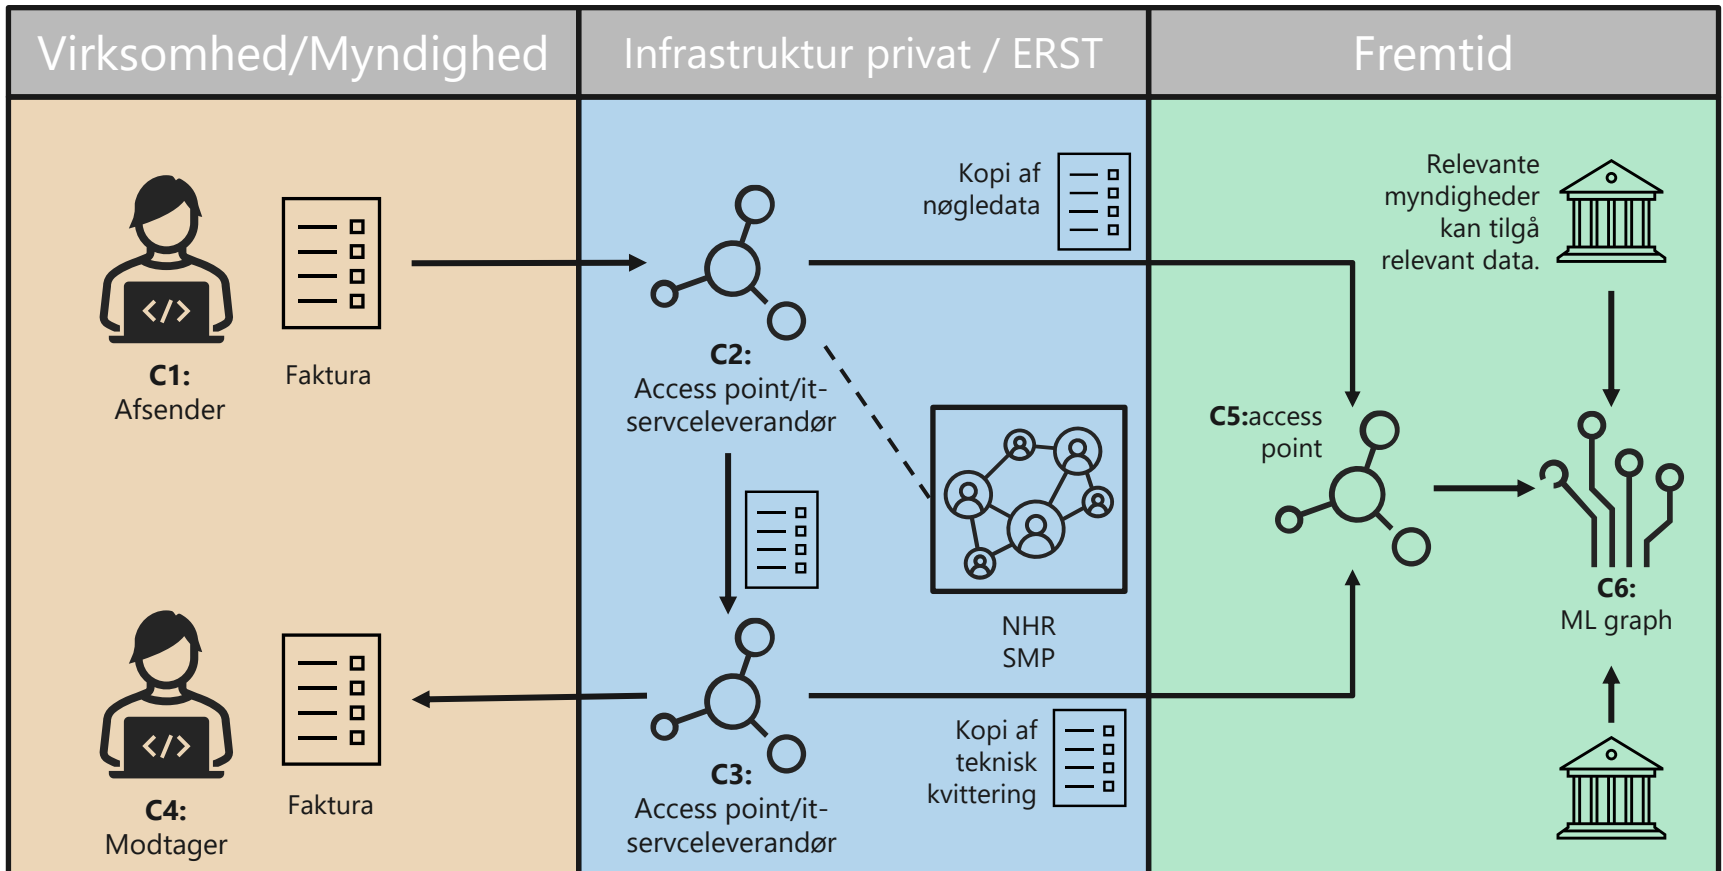 Virksomhed/Myndighed
Infrastruktur privat / ERST
Fremtid
C1:
Afsender
Faktura
C2:
Access point/it-
servceleverandør
Kopi af
nøgledata
Relevante
myndigheder
kan tilgå
relevant data.
C5:access
point
NHR
SMP
C6:
ML graph
C4:
Modtager
Faktura
C3:
Access point/it-
servceleverandør
Kopi af
teknisk
kvittering